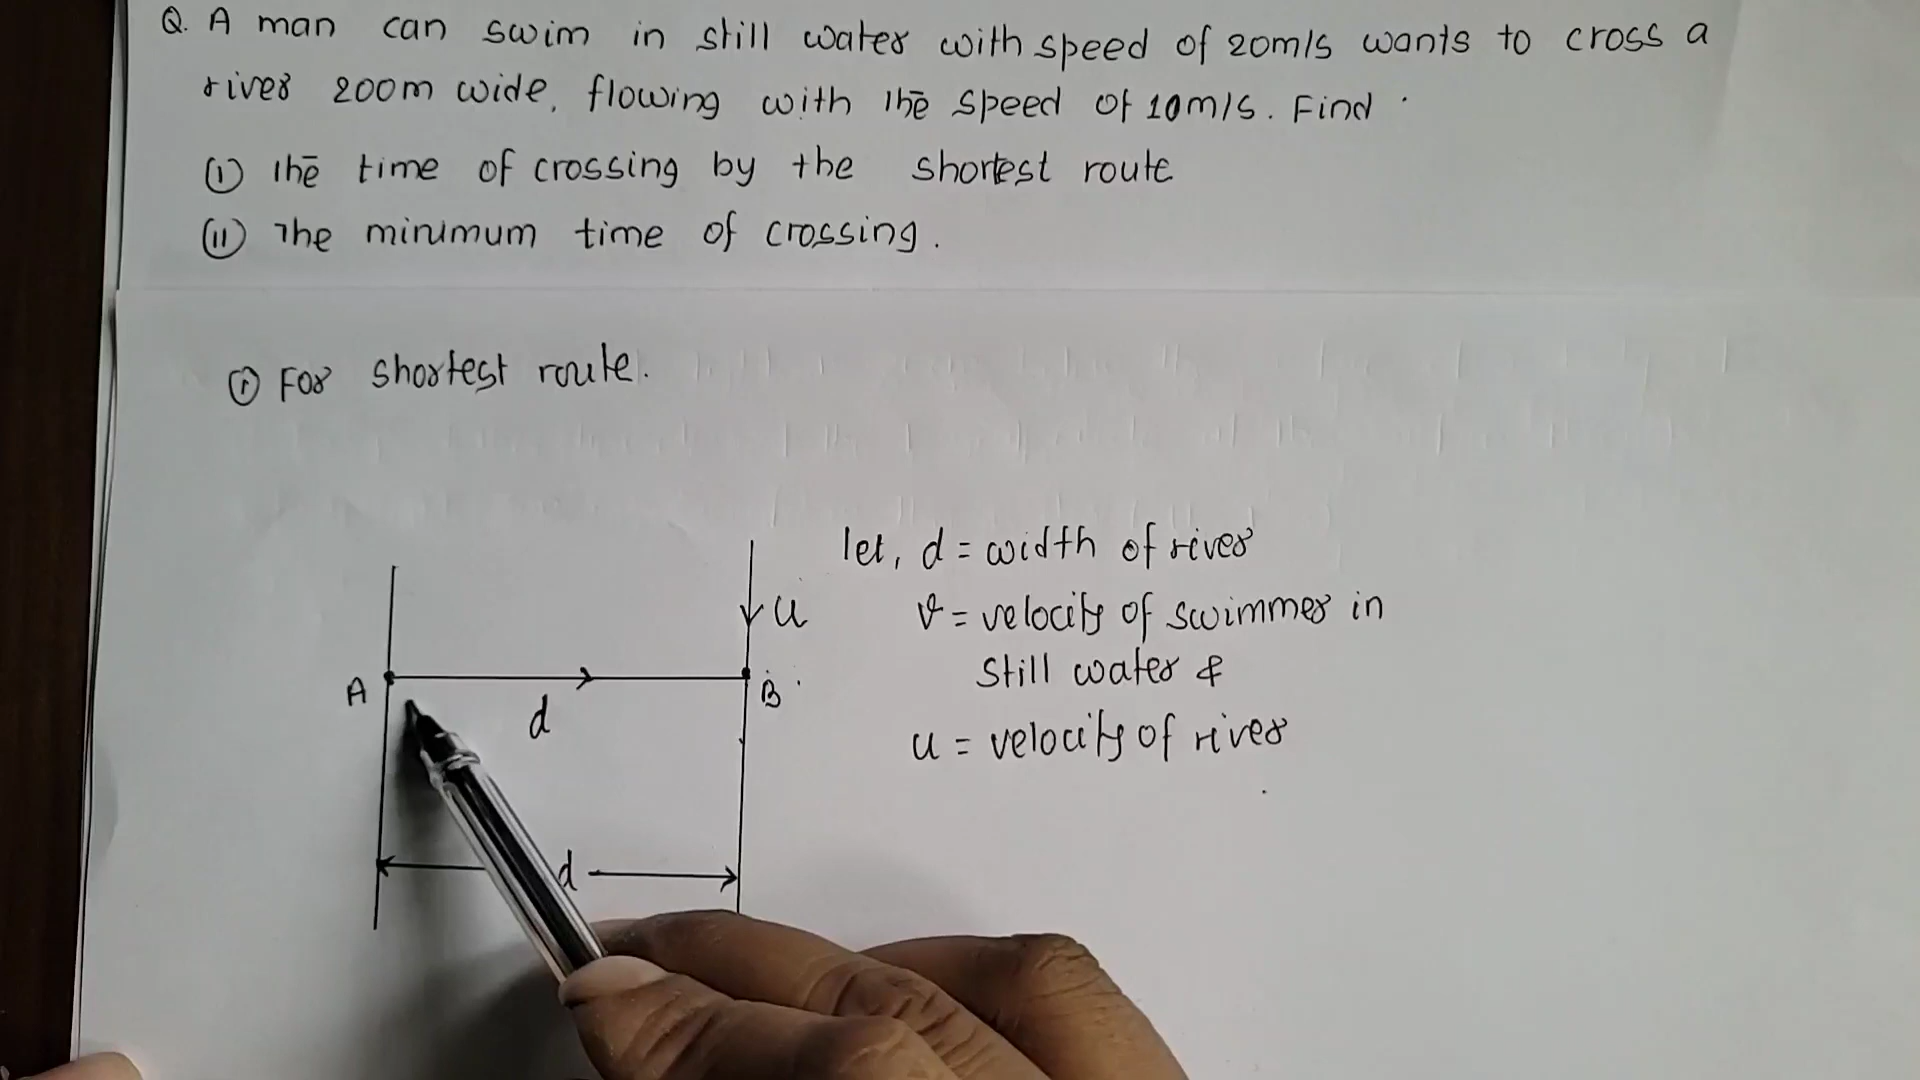 Q. A man can swim in still water with speed of 20m/s wants to cross a
river 200m wide, flowing with the speed of 10m/s. Find
(i) the time of crossing by the shortest route
(ii) The minimum time of crossing.
(i) For shortest route.
let, d = width of river
v = velocity of swimmer in
still water &
u = velocity of river
u
A
B
d
d